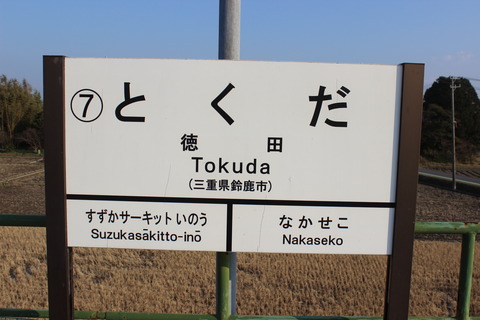 ⑦ とくだ
徳田
Tokuda
(三重県鈴鹿市)
すずかサーキットいのう
Suzukasākitto-inō
なかせこ
Nakaseko